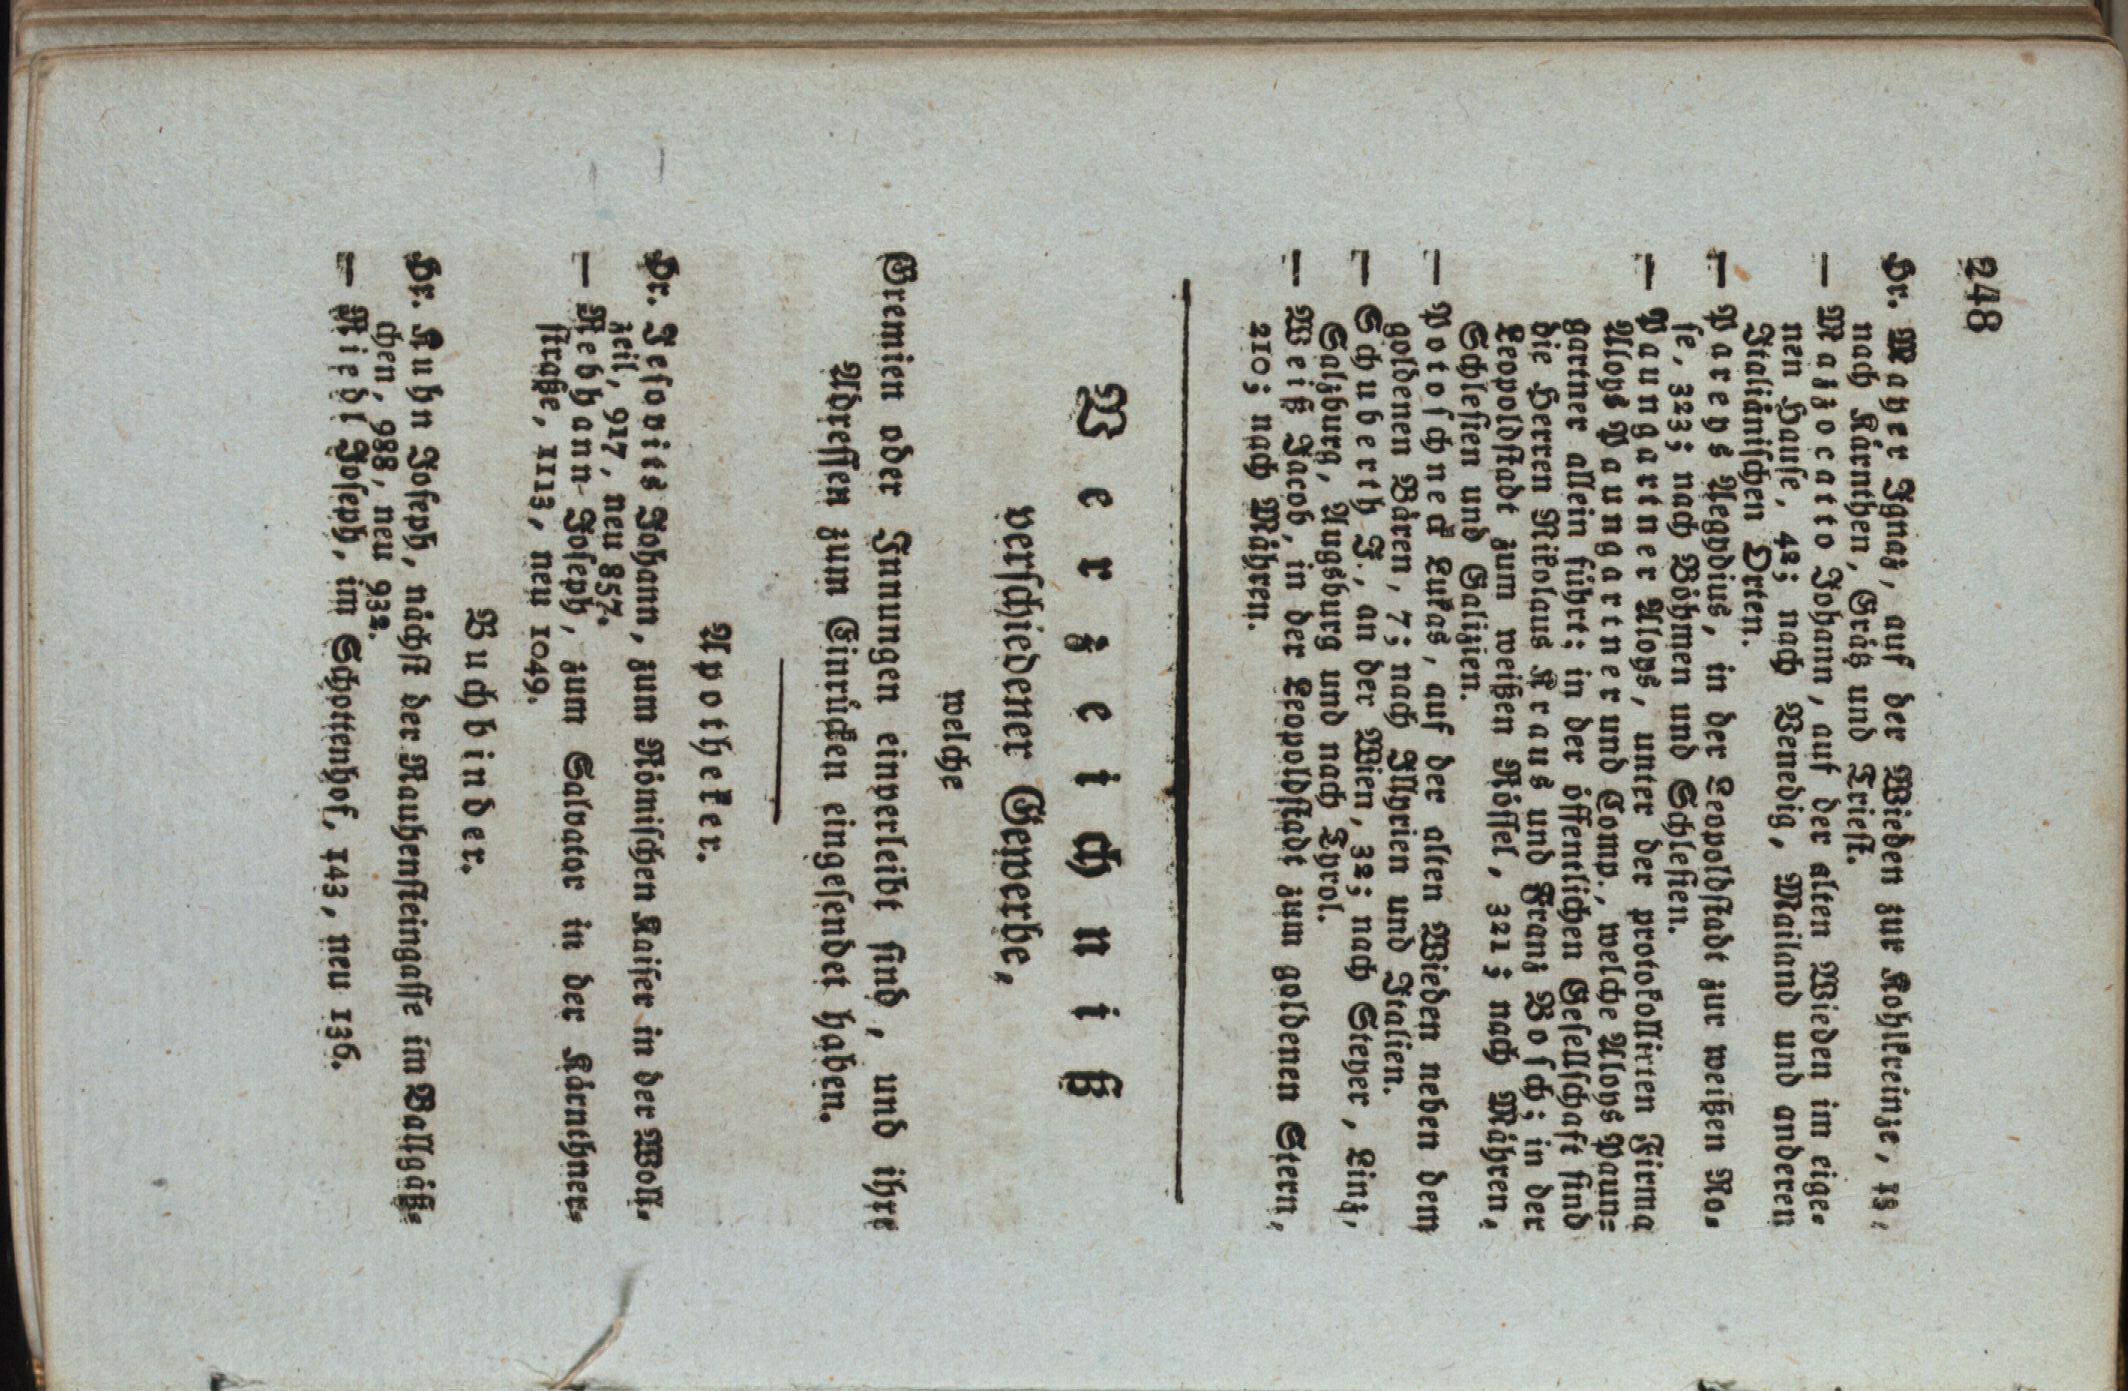 248
Hr. Mayer Ignaz, auf der Wieden zur Kohlkreinze, 13,
nach Kärnthen, Gräß und Triest.
— Mazzocatto Johann, auf der alten Wieden im eige-
nen Hause, 42; nach Venedig, Mailand und anderen
Italiänischen Orten.
— Pareys Aegydius, in der Leopoldstadt zur weißen Ro-
se, 323; nach Böhmen und Schlesien.
— Paungartner Aloys, unter der protokollirten Firma
Aloys Paungartner und Comp., welche Aloys Paun-
gartner allein führt; in der öffentlichen Gesellschaft sind
die Herren Nikolaus Kraus und Franz Bosch; in der
Leopoldstadt zum weißen Rössel, 321; nach Mähren,
Schlesien und Galizien.
— Potoschneck Lukas, auf der alten Wieden neben dem
goldenen Bären, 7; nach Illyrien und Italien.
— Schuberth F., an der Wien, 32; nach Steyer, Linz,
Salzburg, Augsburg und nach Tyrol.
— Weiß Jacob, in der Leopoldstadt zum goldenen Stern,
210; nach Mähren.
Verzeichniß
verschiedener Gewerbe,
welche
Gremien oder Innungen einverleibt sind, und ihre
Adressen zum Einrücken eingesendet haben.
Apotheker.
Hr. Jesovics Johann, zum Römischen Kaiser in der Woll-
zeil, 917, neu 857.
— Rebhann Joseph, zum Salvator in der Kärnthner-
straße, 1113, neu 1049.
Buchbinder.
Hr. Kuhn Joseph, nächst der Rauhensteingasse im Ballgäß-
chen, 988, neu 932.
— Riedl Joseph, im Schottenhof, 143, neu 136.